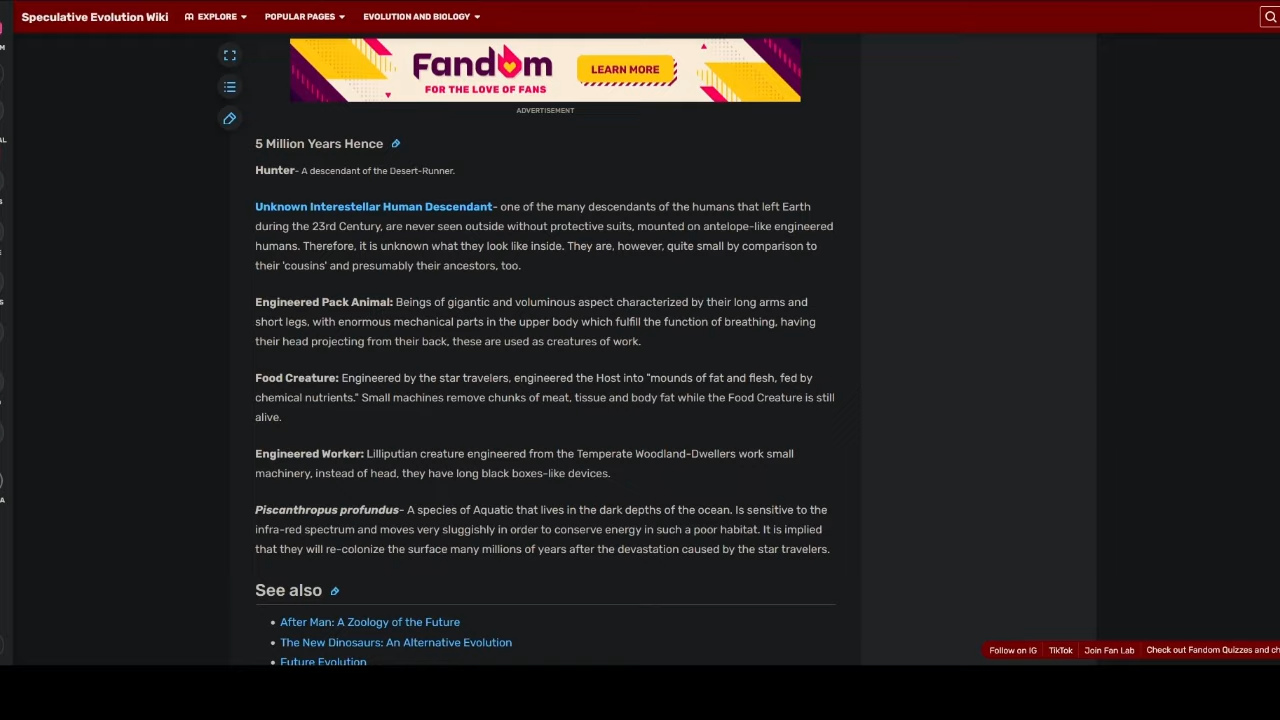 Speculative Evolution Wiki EXPLORE POPULAR PAGES EVOLUTION AND BIOLOGY
Fandom
FOR THE LOVE OF FANS
LEARN MORE
ADVERTISEMENT
5 Million Years Hence
Hunter- A descendant of the Desert-Runner.
Unknown Interestellar Human Descendant- one of the many descendants of the humans that left Earth
during the 23rd Century, are never seen outside without protective suits, mounted on antelope-like engineered
humans. Therefore, it is unknown what they look like inside. They are, however, quite small by comparison to
their 'cousins' and presumably their ancestors, too.
Engineered Pack Animal: Beings of gigantic and voluminous aspect characterized by their long arms and
short legs, with enormous mechanical parts in the upper body which fulfill the function of breathing, having
their head projecting from their back, these are used as creatures of work.
Food Creature: Engineered by the star travelers, engineered the Host into "mounds of fat and flesh, fed by
chemical nutrients." Small machines remove chunks of meat, tissue and body fat while the Food Creature is still
alive.
Engineered Worker: Lilliputian creature engineered from the Temperate Woodland-Dwellers work small
machinery, instead of head, they have long black boxes-like devices.
Piscanthropus profundus- A species of Aquatic that lives in the dark depths of the ocean. Is sensitive to the
infra-red spectrum and moves very sluggishly in order to conserve energy in such a poor habitat. It is implied
that they will re-colonize the surface many millions of years after the devastation caused by the star travelers.
See also
After Man: A Zoology of the Future
The New Dinosaurs: An Alternative Evolution
Future Evolution
Follow on IG TikTok Join Fan Lab Check out Fandom Quizzes and ch